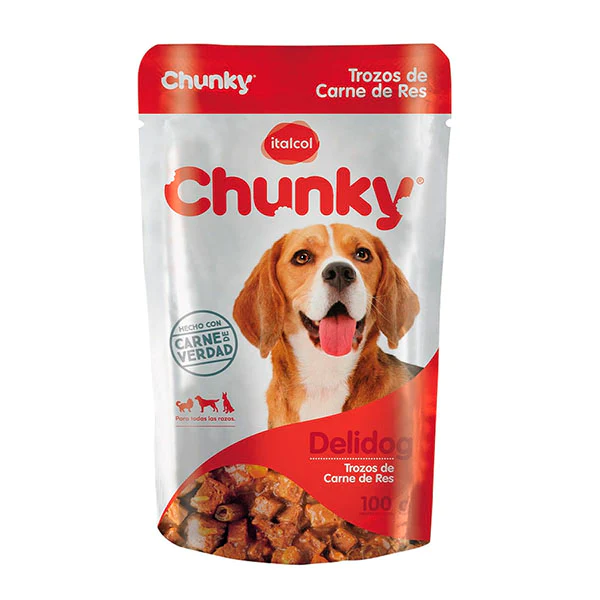 Chunky®
Trozos de
Carne de Res
italcol
Chunky®
HECHO CON
CARNE DE
VERDAD
Para todas las razas.
Delidog
Trozos de
Carne de Res
100 g